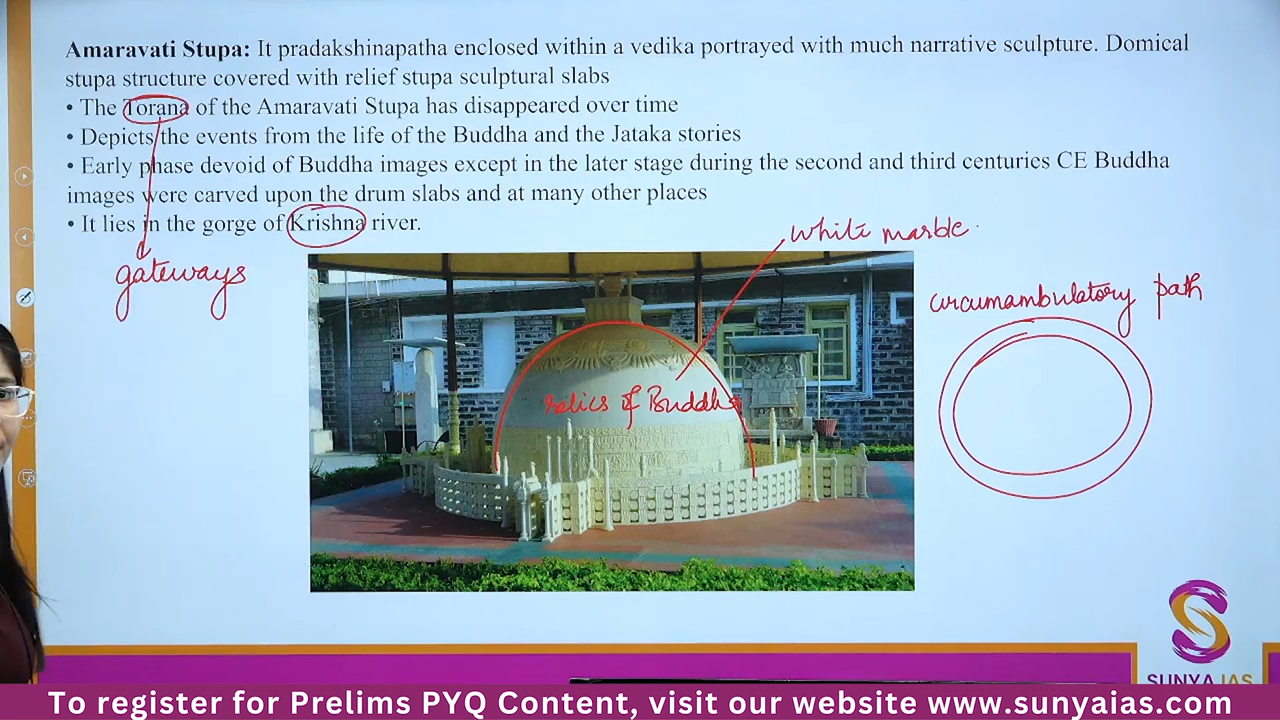 Amaravati Stupa: It pradakshinapatha enclosed within a vedika portrayed with much narrative sculpture. Domical
stupa structure covered with relief stupa sculptural slabs
• The Torana of the Amaravati Stupa has disappeared over time
• Depicts the events from the life of the Buddha and the Jataka stories
• Early phase devoid of Buddha images except in the later stage during the second and third centuries CE Buddha
images were carved upon the drum slabs and at many other places
• It lies in the gorge of Krishna river.
white marble
gateways
circumambulatory path
relics of Buddha
SUNYA IAS
To register for Prelims PYQ Content, visit our website www.sunyaias.com